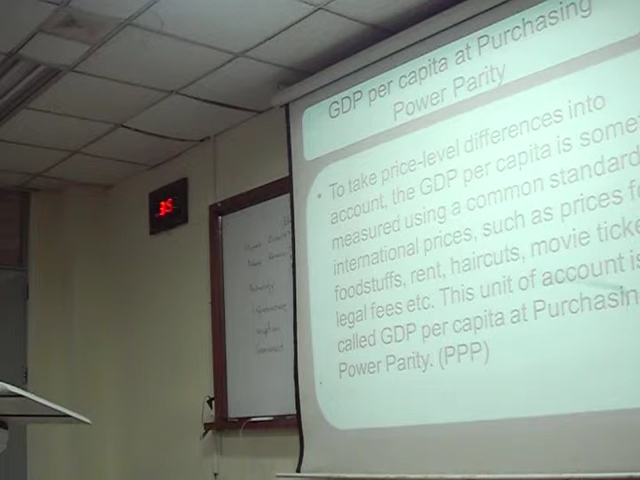 GDP per capita at Purchasing
Power Parity
• To take price-level differences into
account, the GDP per capita is some
measured using a common standard
international prices, such as prices f
foodstuffs, rent, haircuts, movie ticke
legal fees etc. This unit of account is
called GDP per capita at Purchasin
Power Parity. (PPP)